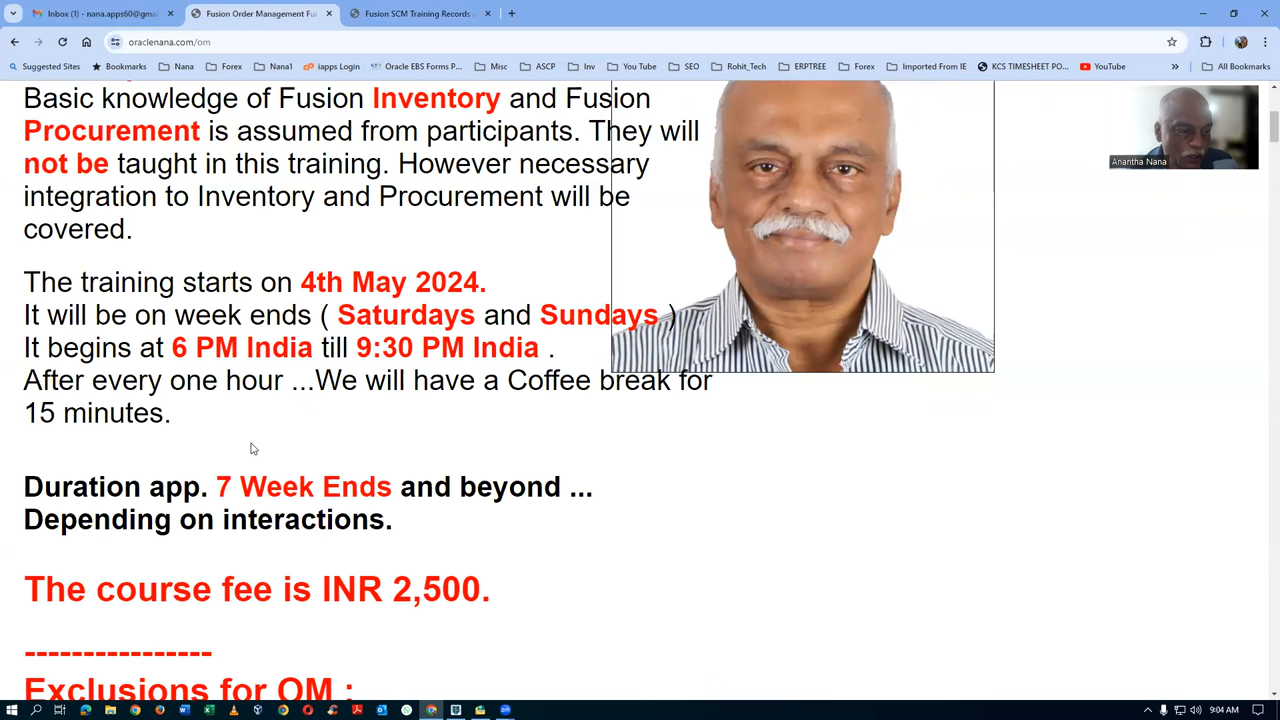 Inbox (1) - nana.apps60@gma
Fusion Order Management Fu
Fusion SCM Training Records
oraclenana.com/om
Suggested Sites
Bookmarks
Nana
Forex
Nana1
iapps Login
Oracle EBS Forms P...
Misc
ASCP
Inv
You Tube
SEO
Rohit_Tech
ERPTREE
Forex
Imported From IE
KCS TIMESHEET PO...
YouTube
All Bookmarks
Basic knowledge of Fusion Inventory and Fusion
Procurement is assumed from participants. They will
not be taught in this training. However necessary
integration to Inventory and Procurement will be
covered.
The training starts on 4th May 2024.
It will be on week ends ( Saturdays and Sundays )
It begins at 6 PM India till 9:30 PM India .
After every one hour ...We will have a Coffee break for
15 minutes.
Duration app. 7 Week Ends and beyond ...
Depending on interactions.
The course fee is INR 2,500.
----------------
Exclusions for OM :
Anantha Nana
9:04 AM